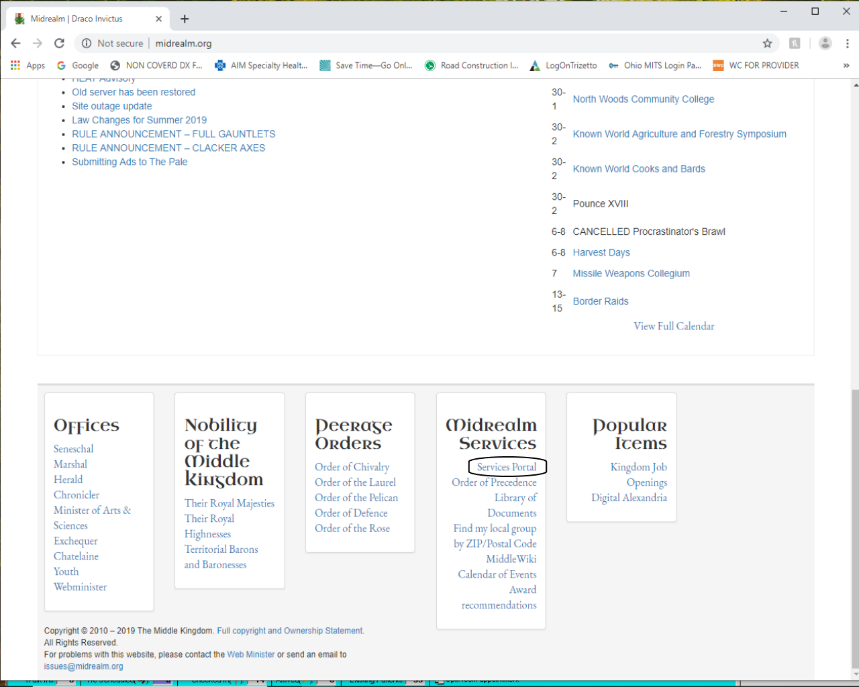 Midrealm | Draco Invictus
Not secure | midrealm.org
Apps Google NON COVERD DX F... AIM Specialty Healt... Save Time—Go Onl... Road Construction I... LogOnTrizetto Ohio MITS Login Pa... WC FOR PROVIDER »
HEAT Advisory
Old server has been restored
Site outage update
Law Changes for Summer 2019
RULE ANNOUNCEMENT – FULL GAUNTLETS
RULE ANNOUNCEMENT – CLACKER AXES
Submitting Ads to The Pale
30-
1 North Woods Community College
30-
2 Known World Agriculture and Forestry Symposium
30-
2 Known World Cooks and Bards
30-
2 Pounce XVIII
6-8 CANCELLED Procrastinator's Brawl
6-8 Harvest Days
7 Missile Weapons Collegium
13-
15 Border Raids
View Full Calendar
Offices
Seneschal
Marshal
Herald
Chronicler
Minister of Arts &
Sciences
Exchequer
Chatelaine
Youth
Webminister
Nobility
of the
Middle
Kingdom
Their Royal Majesties
Their Royal
Highnesses
Territorial Barons
and Baronesses
Peerage
Orders
Order of Chivalry
Order of the Laurel
Order of the Pelican
Order of Defence
Order of the Rose
Midrealm
Services
Services Portal
Order of Precedence
Library of
Documents
Find my local group
by ZIP/Postal Code
MiddleWiki
Calendar of Events
Award
recommendations
Popular
Items
Kingdom Job
Openings
Digital Alexandria
Copyright © 2010 – 2019 The Middle Kingdom. Full copyright and Ownership Statement.
All Rights Reserved.
For problems with this website, please contact the Web Minister or send an email to
issues@midrealm.org